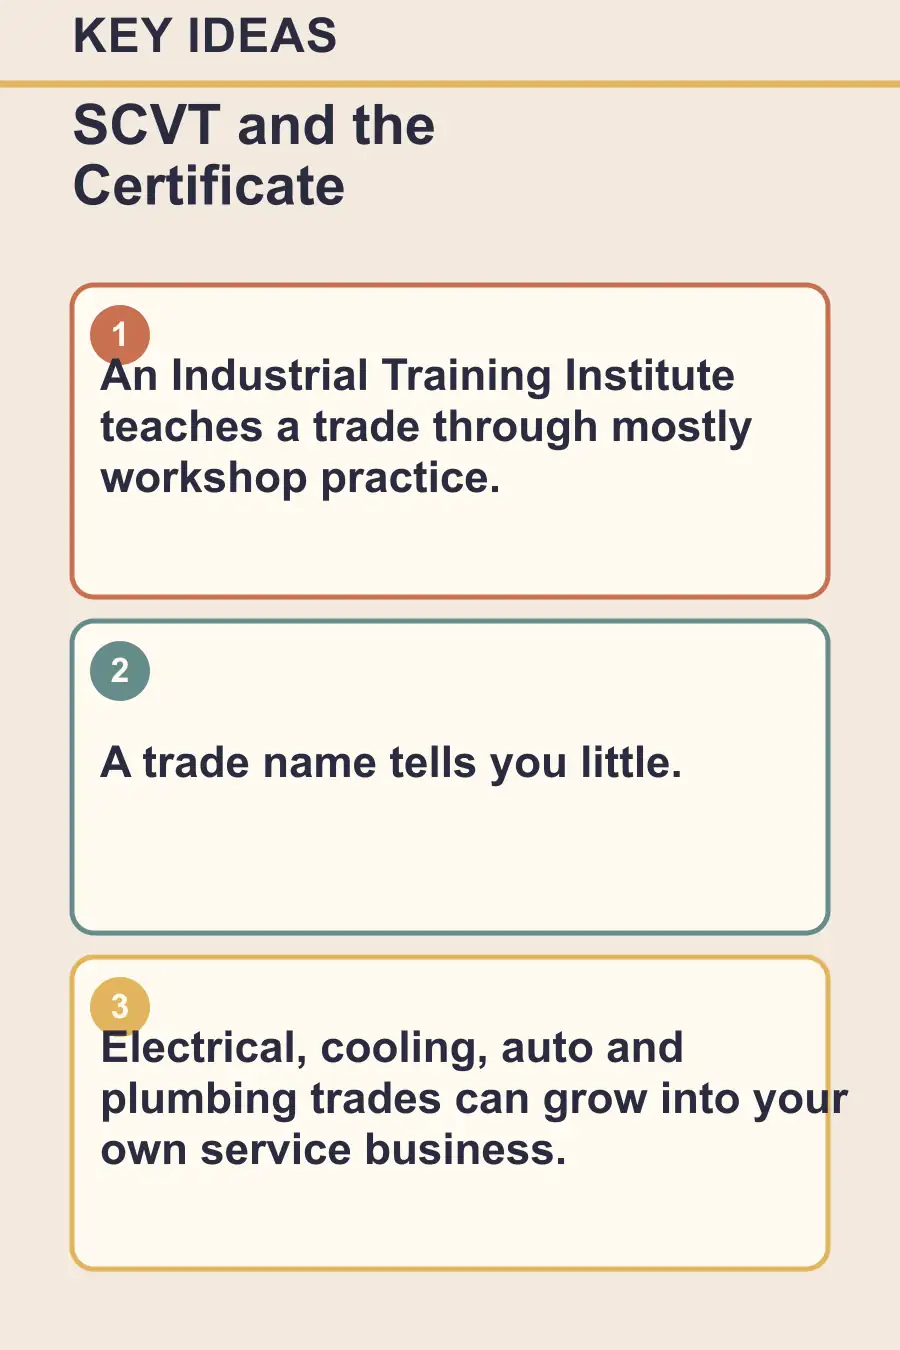 KEY IDEAS
SCVT and the
Certificate
1
An Industrial Training Institute
teaches a trade through mostly
workshop practice.
2
A trade name tells you little.
3
Electrical, cooling, auto and
plumbing trades can grow into your
own service business.